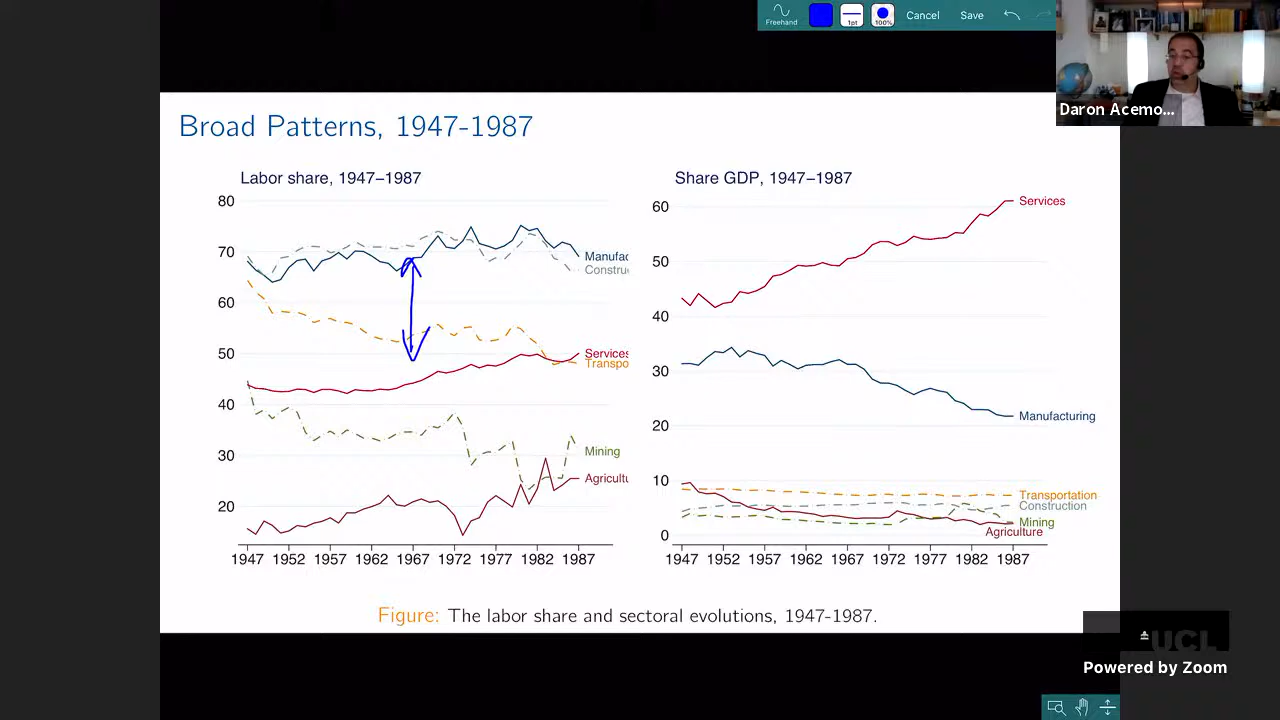 Freehand 1pt 100% Cancel Save
Daron Acemo...
Broad Patterns, 1947-1987
Labor share, 1947–1987
80
70
60
50
40
30
20
Manufac
Constru
Services
Transpo
Mining
Agricultu
1947 1952 1957 1962 1967 1972 1977 1982 1987
Share GDP, 1947–1987
60
50
40
30
20
10
0
Services
Manufacturing
Transportation
Construction
Mining
Agriculture
1947 1952 1957 1962 1967 1972 1977 1982 1987
Figure: The labor share and sectoral evolutions, 1947-1987.
UCL
Powered by Zoom